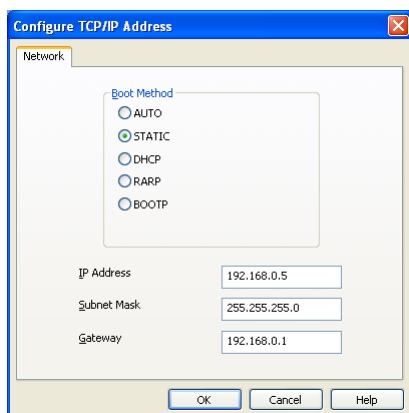 Configure TCP/IP Address
Network
Boot Method
AUTO
STATIC
DHCP
RARP
BOOTP
IP Address 192.168.0.5
Subnet Mask 255.255.255.0
Gateway 192.168.0.1
OK Cancel Help